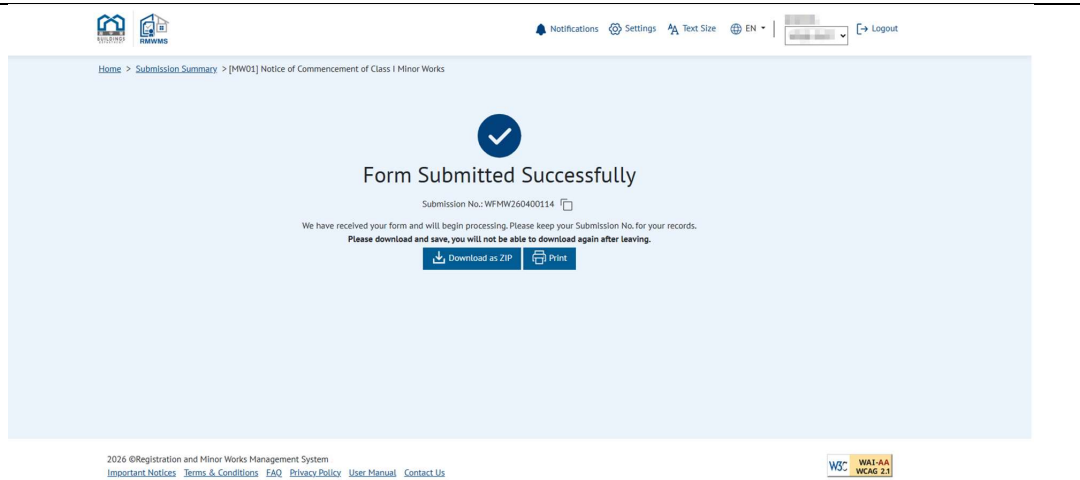 BUILDINGS
DEPARTMENT
RMWMS
Notifications Settings Text Size EN Logout
Home > Submission Summary > [MW01] Notice of Commencement of Class I Minor Works
Form Submitted Successfully
Submission No.: WFMW260400114
We have received your form and will begin processing. Please keep your Submission No. for your records.
Please download and save, you will not be able to download again after leaving.
Download as ZIP Print
2026 ©Registration and Minor Works Management System
Important Notices Terms & Conditions FAQ Privacy Policy User Manual Contact Us
W3C WAI-AA
WCAG 2.1